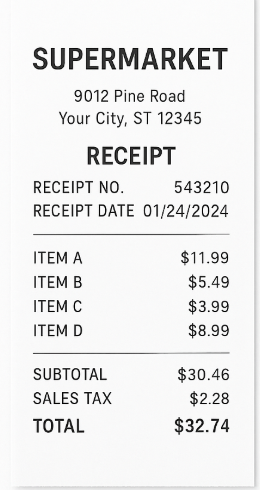 SUPERMARKET
9012 Pine Road
Your City, ST 12345
RECEIPT
RECEIPT NO. 543210
RECEIPT DATE 01/24/2024
ITEM A $11.99
ITEM B $5.49
ITEM C $3.99
ITEM D $8.99
SUBTOTAL $30.46
SALES TAX $2.28
TOTAL $32.74